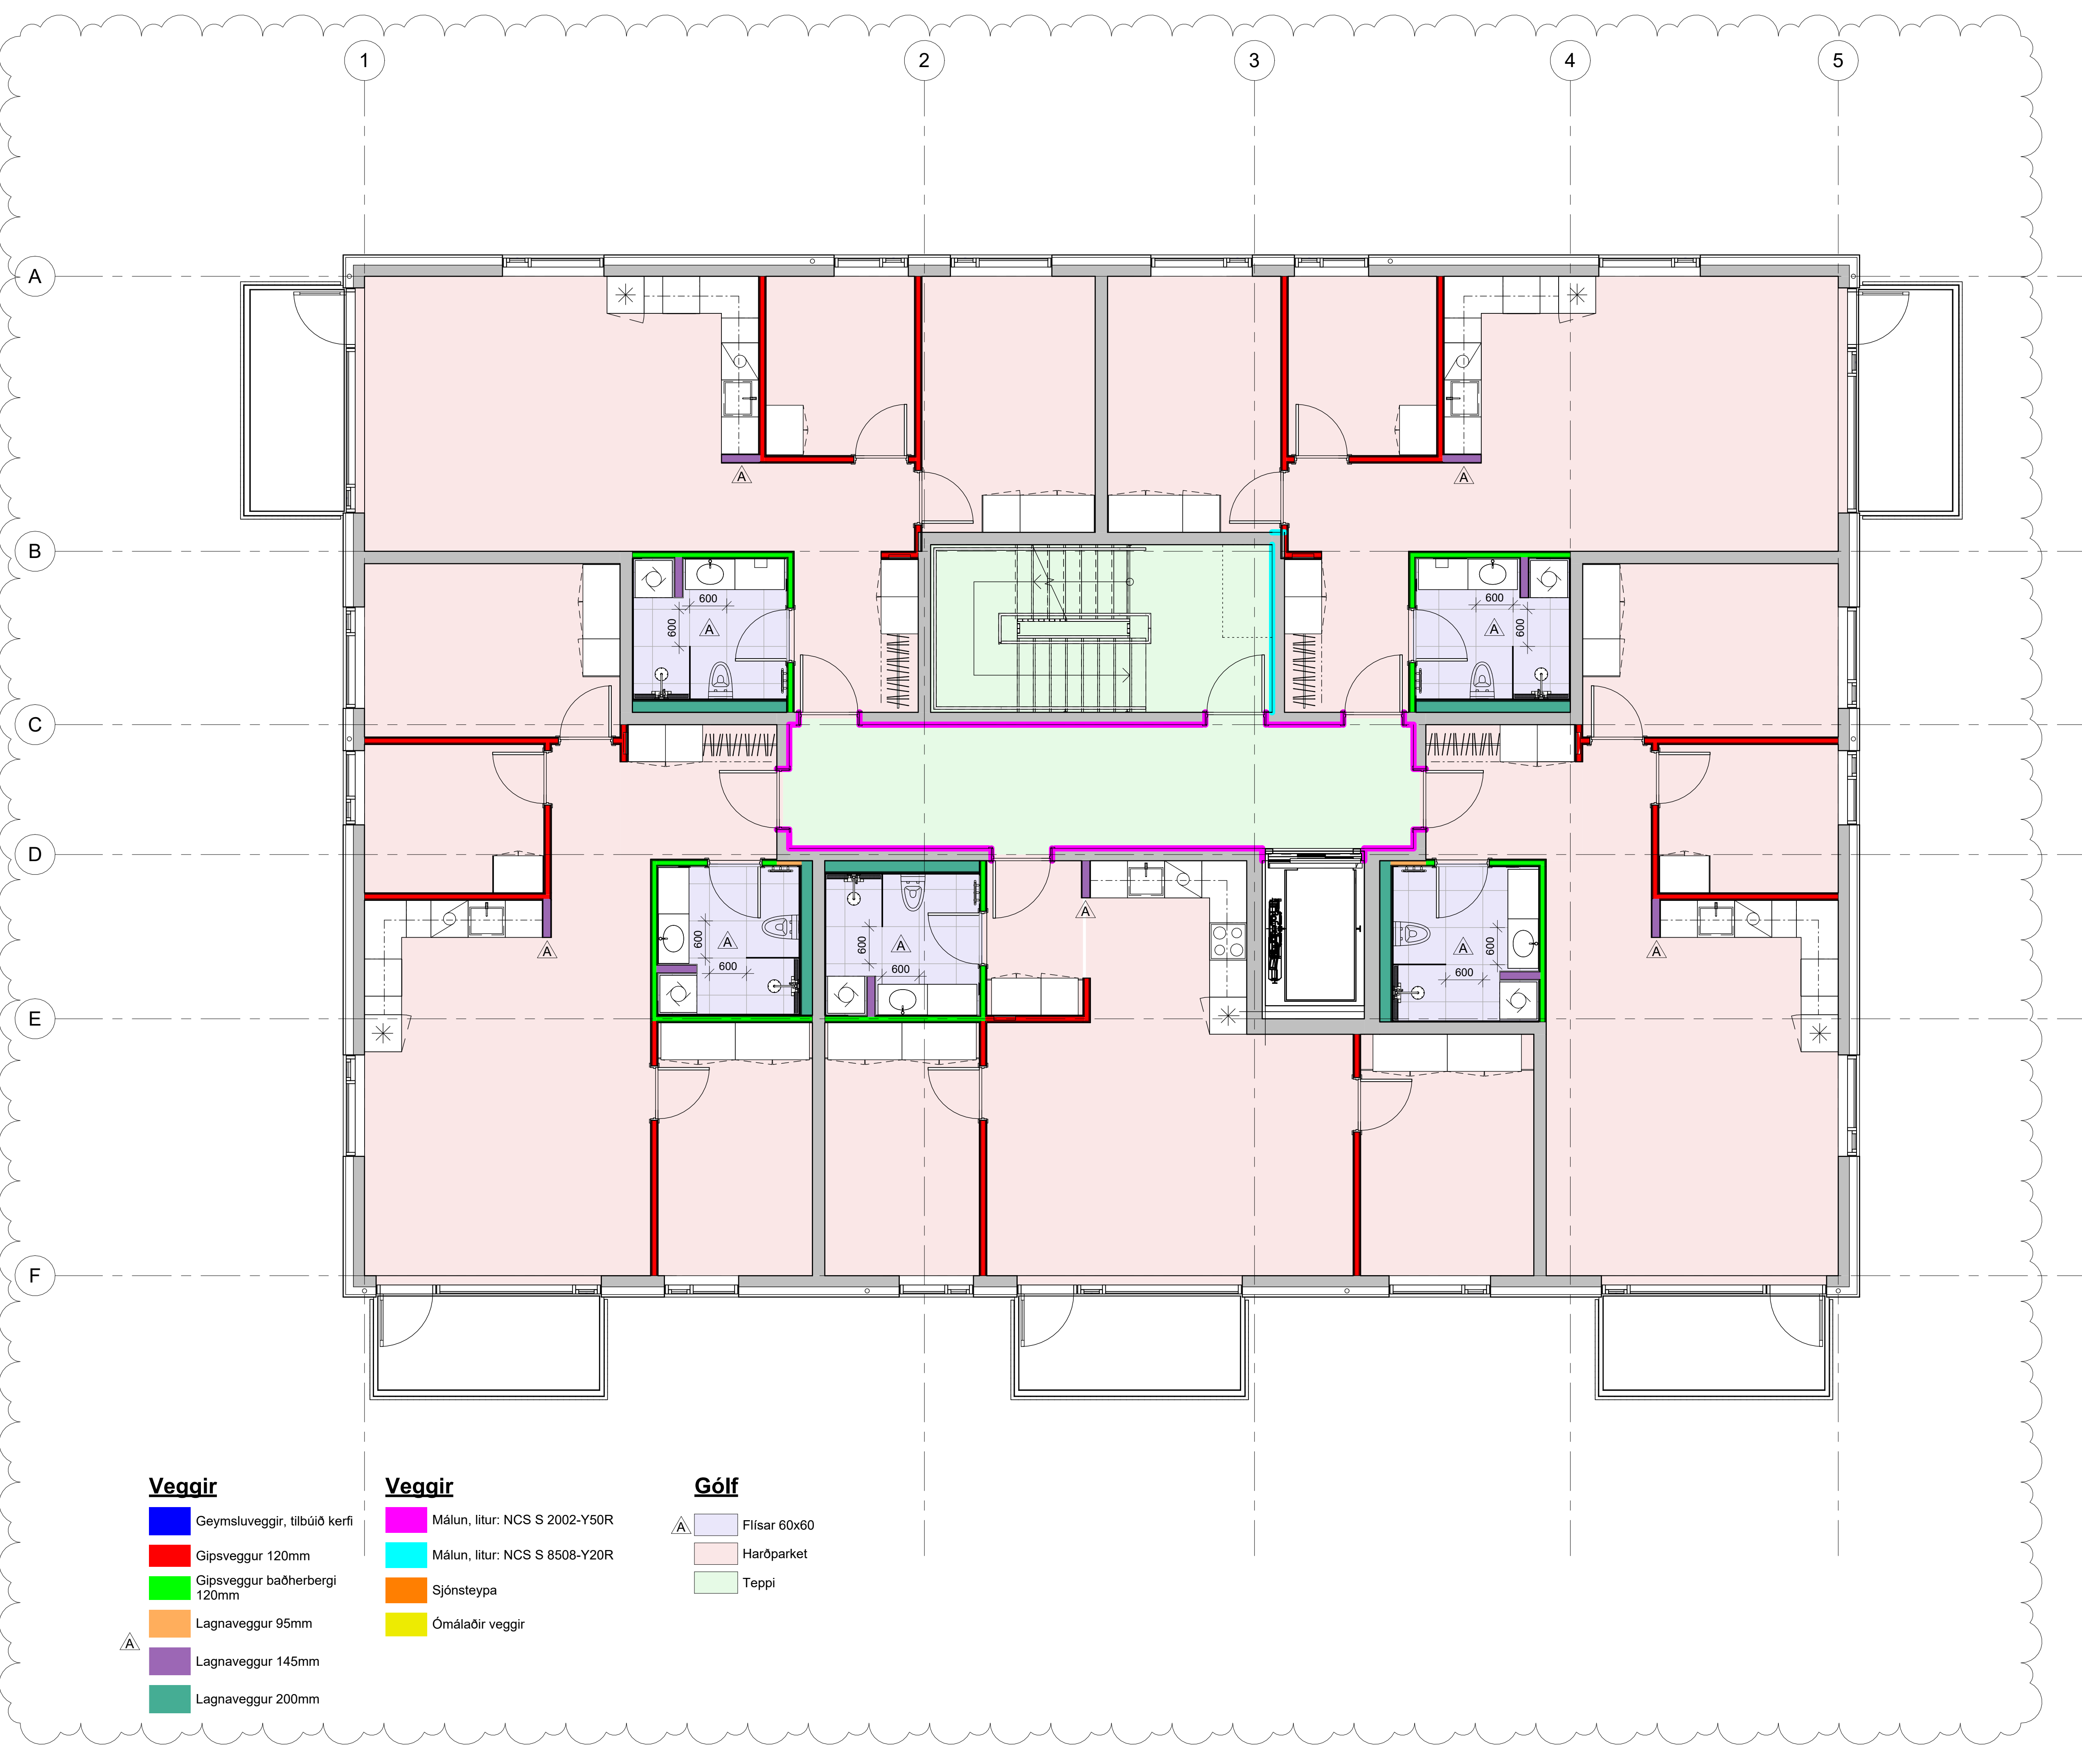 1 2 3 4 5
A
A A
B
600 600
600 A A 600
C
D
A
A 600 A A 600 A A
600
600 600 600
E
F
Veggir Veggir Gólf
Geymsluveggir, tilbúið kerfi
Málun, litur: NCS S 2002-Y50R
A Flísar 60x60
Gipsveggur 120mm
Málun, litur: NCS S 8508-Y20R
Harðparket
Gipsveggur baðherbergi
120mm
Sjónsteypa
Teppi
Lagnaveggur 95mm
Ómálaðir veggir
A
Lagnaveggur 145mm
Lagnaveggur 200mm